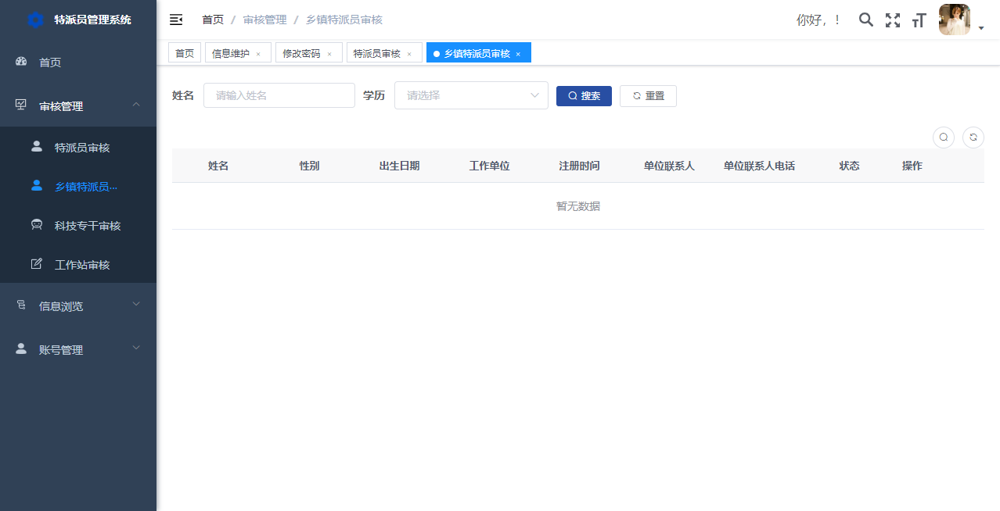 特派员管理系统
首页
审核管理
特派员审核
乡镇特派员...
科技专干审核
工作站审核
信息浏览
账号管理
首页 / 审核管理 / 乡镇特派员审核
你好，！
首页 信息维护 × 修改密码 × 特派员审核 × 乡镇特派员审核 ×
姓名 请输入姓名 学历 请选择 搜索 重置
姓名 性别 出生日期 工作单位 注册时间 单位联系人 单位联系人电话 状态 操作
暂无数据